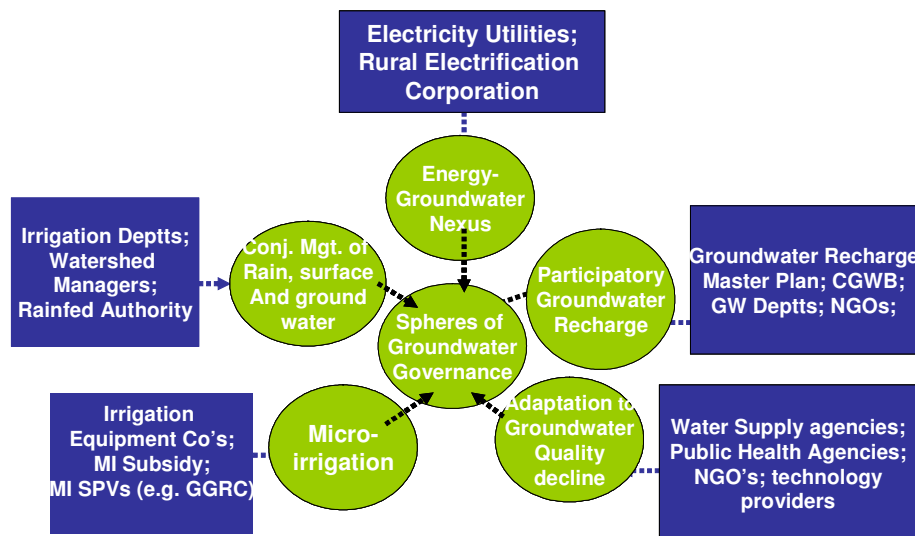 Electricity Utilities;
Rural Electrification
Corporation
Energy-
Groundwater
Nexus
Irrigation Deptts;
Watershed
Managers;
Rainfed Authority
Conj. Mgt. of
Rain, surface
And ground
water
Participatory
Groundwater
Recharge
Groundwater Recharge
Master Plan; CGWB;
GW Deptts; NGOs;
Spheres of
Groundwater
Governance
Irrigation
Equipment Co's;
MI Subsidy;
MI SPVs (e.g. GGRC)
Micro-
irrigation
Adaptation to
Groundwater
Quality
decline
Water Supply agencies;
Public Health Agencies;
NGO's; technology
providers